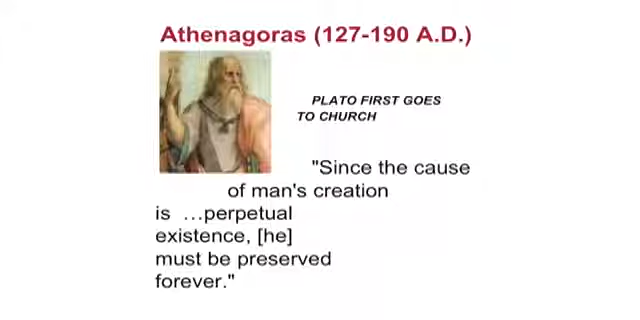 Athenagoras (127-190 A.D.)
PLATO FIRST GOES
TO CHURCH
"Since the cause
of man's creation
is ...perpetual
existence, [he]
must be preserved
forever."